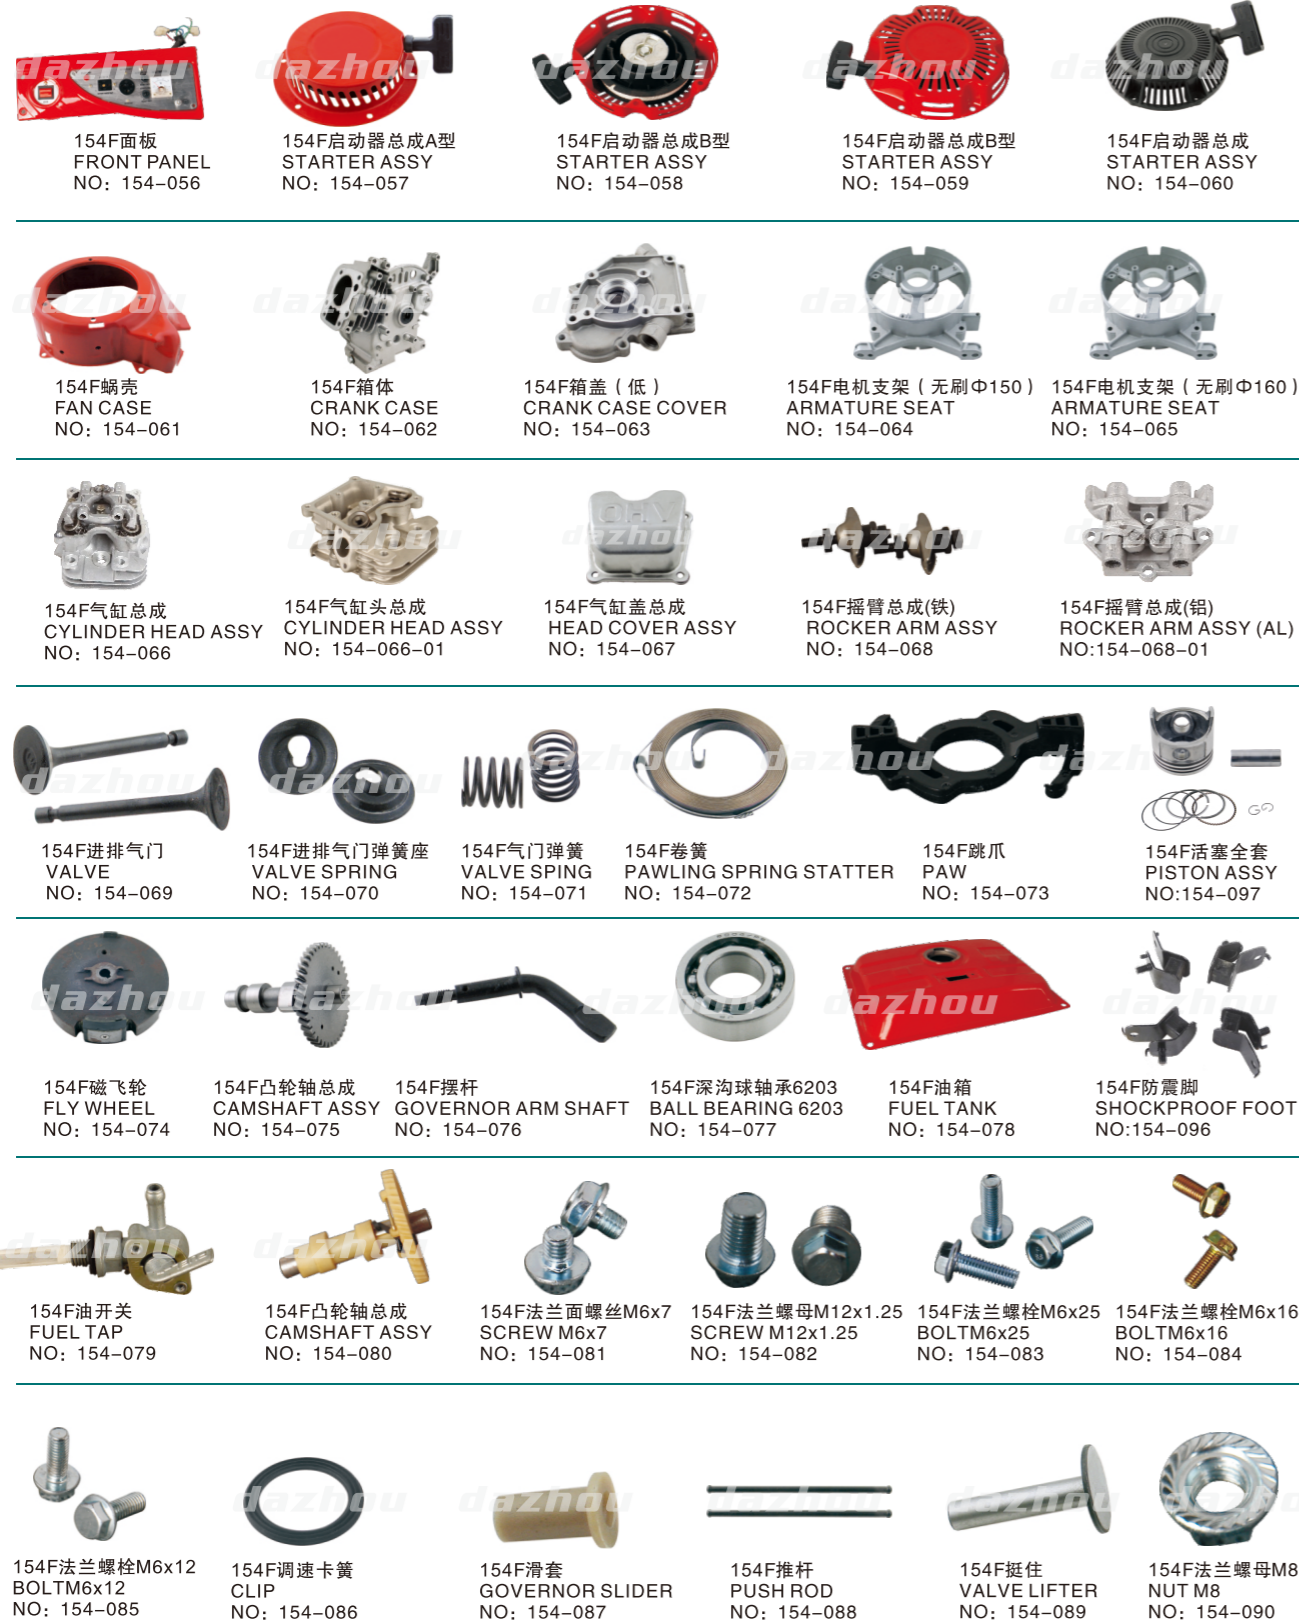 154F面板
FRONT PANEL
NO: 154-056
154F启动器总成A型
STARTER ASSY
NO: 154-057
154F启动器总成B型
STARTER ASSY
NO: 154-058
154F启动器总成B型
STARTER ASSY
NO: 154-059
154F启动器总成
STARTER ASSY
NO: 154-060
154F蜗壳
FAN CASE
NO: 154-061
154F箱体
CRANK CASE
NO: 154-062
154F箱盖(低)
CRANK CASE COVER
NO: 154-063
154F电机支架(无刷Φ150)
ARMATURE SEAT
NO: 154-064
154F电机支架(无刷Φ160)
ARMATURE SEAT
NO: 154-065
154F气缸总成
CYLINDER HEAD ASSY
NO: 154-066
154F气缸头总成
CYLINDER HEAD ASSY
NO: 154-066-01
OHV
154F气缸盖总成
HEAD COVER ASSY
NO: 154-067
154F摇臂总成(铁)
ROCKER ARM ASSY
NO: 154-068
154F摇臂总成(铝)
ROCKER ARM ASSY (AL)
NO:154-068-01
154F进排气门
VALVE
NO: 154-069
154F进排气门弹簧座
VALVE SPRING
NO: 154-070
154F气门弹簧
VALVE SPING
NO: 154-071
154F卷簧
PAWLING SPRING STATTER
NO: 154-072
154F跳爪
PAW
NO: 154-073
154F活塞全套
PISTON ASSY
NO:154-097
154F磁飞轮
FLY WHEEL
NO: 154-074
154F凸轮轴总成
CAMSHAFT ASSY
NO: 154-075
154F摆杆
GOVERNOR ARM SHAFT
NO: 154-076
154F深沟球轴承6203
BALL BEARING 6203
NO: 154-077
154F油箱
FUEL TANK
NO: 154-078
154F防震脚
SHOCKPROOF FOOT
NO:154-096
154F油开关
FUEL TAP
NO: 154-079
154F凸轮轴总成
CAMSHAFT ASSY
NO: 154-080
154F法兰面螺丝M6x7
SCREW M6x7
NO: 154-081
154F法兰螺母M12x1.25
SCREW M12x1.25
NO: 154-082
154F法兰螺栓M6x25
BOLTM6x25
NO: 154-083
154F法兰螺栓M6x16
BOLTM6x16
NO: 154-084
154F法兰螺栓M6x12
BOLTM6x12
NO: 154-085
154F调速卡簧
CLIP
NO: 154-086
154F滑套
GOVERNOR SLIDER
NO: 154-087
154F推杆
PUSH ROD
NO: 154-088
154F挺住
VALVE LIFTER
NO: 154-089
154F法兰螺母M8
NUT M8
NO: 154-090
dazhou